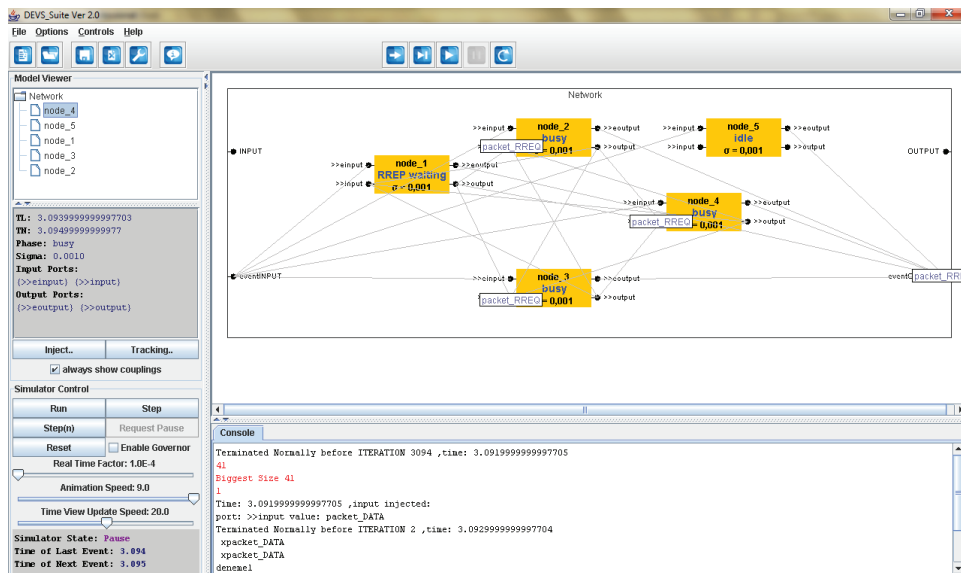 DEVS_Suite Ver 2.0
File Options Controls Help
Model Viewer
Network
node_4
node_5
node_1
node_3
node_2
TL: 3.0939999999997703
TN: 3.09499999999977
Phase: busy
Sigma: 0.0010
Input Ports:
{>>einput} {>>input}
Output Ports:
{>>eoutput} {>>output}
Inject.. Tracking..
always show couplings
Simulator Control
Run Step
Step(n) Request Pause
Reset Enable Governor
Real Time Factor: 1.0E-4
Animation Speed: 9.0
Time View Update Speed: 20.0
Simulator State: Pause
Time of Last Event: 3.094
Time of Next Event: 3.095
Network
INPUT
OUTPUT
eventINPUT
packet_RRE
>>einput node_2 >>eoutput
busy
packet_RREQ >>output
σ = 0,001
>>einput node_5 >>eoutput
idle
>>input σ = 0,001 >>output
>>einput node_1 >>eoutput
RREP waiting
>>input σ = 0,001 >>output
>>einput node_4 >>eoutput
busy
packet_RREQ = 0,001 >>output
>>einput node_3 >>eoutput
busy
packet_RREQ = 0,001 >>output
Console
Terminated Normally before ITERATION 3094 ,time: 3.0919999999997705
41
Biggest Size 41
1
Time: 3.0919999999997705 ,input injected:
port: >>input value: packet_DATA
Terminated Normally before ITERATION 2 ,time: 3.0929999999997704
xpacket_DATA
xpacket_DATA
deneme1